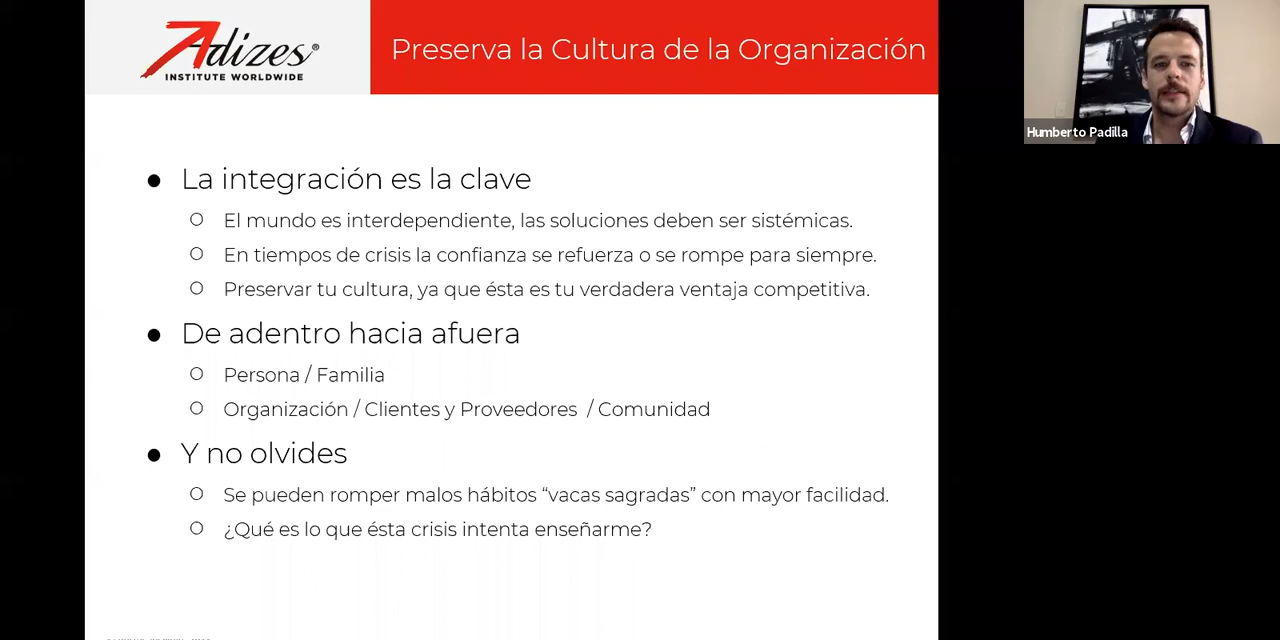 Adizes®
INSTITUTE WORLDWIDE
Preserva la Cultura de la Organización
Humberto Padilla
● La integración es la clave
○ El mundo es interdependiente, las soluciones deben ser sistémicas.
○ En tiempos de crisis la confianza se refuerza o se rompe para siempre.
○ Preservar tu cultura, ya que ésta es tu verdadera ventaja competitiva.
● De adentro hacia afuera
○ Persona / Familia
○ Organización / Clientes y Proveedores / Comunidad
● Y no olvides
○ Se pueden romper malos hábitos “vacas sagradas” con mayor facilidad.
○ ¿Qué es lo que ésta crisis intenta enseñarme?